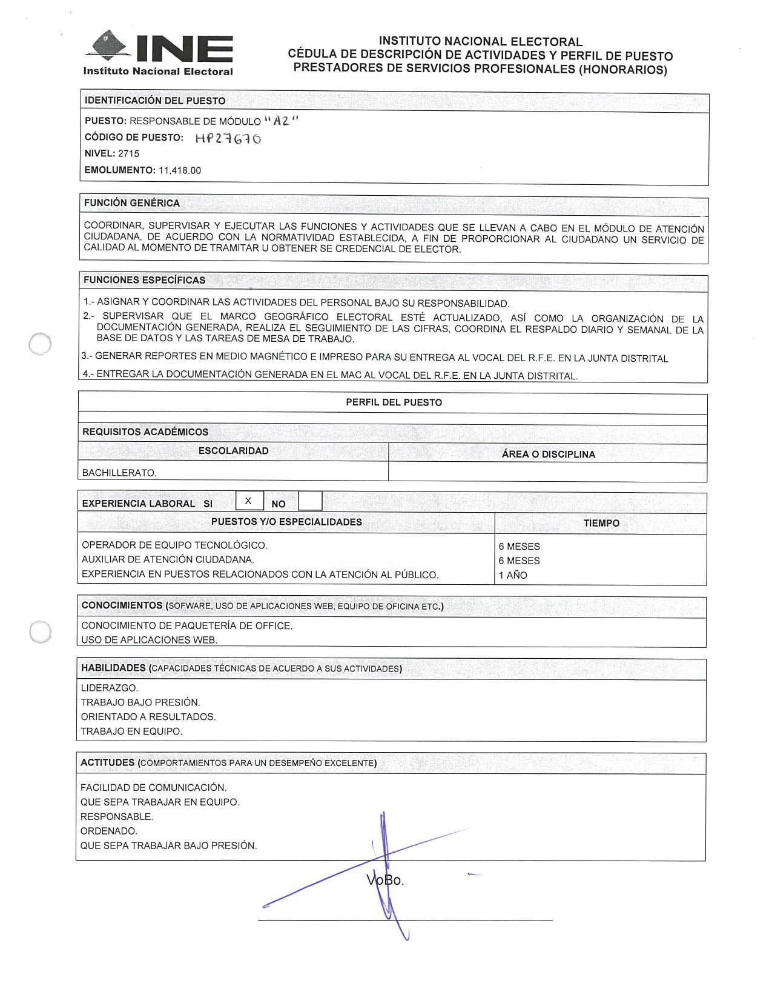 INE
Instituto Nacional Electoral
INSTITUTO NACIONAL ELECTORAL
CÉDULA DE DESCRIPCIÓN DE ACTIVIDADES Y PERFIL DE PUESTO
PRESTADORES DE SERVICIOS PROFESIONALES (HONORARIOS)
IDENTIFICACIÓN DEL PUESTO
PUESTO: RESPONSABLE DE MÓDULO "A2"
CÓDIGO DE PUESTO: HP27670
NIVEL: 2715
EMOLUMENTO: 11,418.00
FUNCIÓN GENÉRICA
COORDINAR, SUPERVISAR Y EJECUTAR LAS FUNCIONES Y ACTIVIDADES QUE SE LLEVAN A CABO EN EL MÓDULO DE ATENCIÓN
CIUDADANA, DE ACUERDO CON LA NORMATIVIDAD ESTABLECIDA, A FIN DE PROPORCIONAR AL CIUDADANO UN SERVICIO DE
CALIDAD AL MOMENTO DE TRAMITAR U OBTENER SE CREDENCIAL DE ELECTOR.
FUNCIONES ESPECÍFICAS
1.- ASIGNAR Y COORDINAR LAS ACTIVIDADES DEL PERSONAL BAJO SU RESPONSABILIDAD.
2.- SUPERVISAR QUE EL MARCO GEOGRÁFICO ELECTORAL ESTÉ ACTUALIZADO, ASÍ COMO LA ORGANIZACIÓN DE LA
DOCUMENTACIÓN GENERADA, REALIZA EL SEGUIMIENTO DE LAS CIFRAS, COORDINA EL RESPALDO DIARIO Y SEMANAL DE LA
BASE DE DATOS Y LAS TAREAS DE MESA DE TRABAJO.
3.- GENERAR REPORTES EN MEDIO MAGNÉTICO E IMPRESO PARA SU ENTREGA AL VOCAL DEL R.F.E. EN LA JUNTA DISTRITAL
4.- ENTREGAR LA DOCUMENTACIÓN GENERADA EN EL MAC AL VOCAL DEL R.F.E. EN LA JUNTA DISTRITAL.
PERFIL DEL PUESTO
REQUISITOS ACADÉMICOS
ESCOLARIDAD ÁREA O DISCIPLINA
BACHILLERATO.
EXPERIENCIA LABORAL SI X NO
PUESTOS Y/O ESPECIALIDADES TIEMPO
OPERADOR DE EQUIPO TECNOLÓGICO. 6 MESES
AUXILIAR DE ATENCIÓN CIUDADANA. 6 MESES
EXPERIENCIA EN PUESTOS RELACIONADOS CON LA ATENCIÓN AL PÚBLICO. 1 AÑO
CONOCIMIENTOS (SOFWARE, USO DE APLICACIONES WEB, EQUIPO DE OFICINA ETC.)
CONOCIMIENTO DE PAQUETERÍA DE OFFICE.
USO DE APLICACIONES WEB.
HABILIDADES (CAPACIDADES TÉCNICAS DE ACUERDO A SUS ACTIVIDADES)
LIDERAZGO.
TRABAJO BAJO PRESIÓN.
ORIENTADO A RESULTADOS.
TRABAJO EN EQUIPO.
ACTITUDES (COMPORTAMIENTOS PARA UN DESEMPEÑO EXCELENTE)
FACILIDAD DE COMUNICACIÓN.
QUE SEPA TRABAJAR EN EQUIPO.
RESPONSABLE.
ORDENADO.
QUE SEPA TRABAJAR BAJO PRESIÓN.
VoBo.